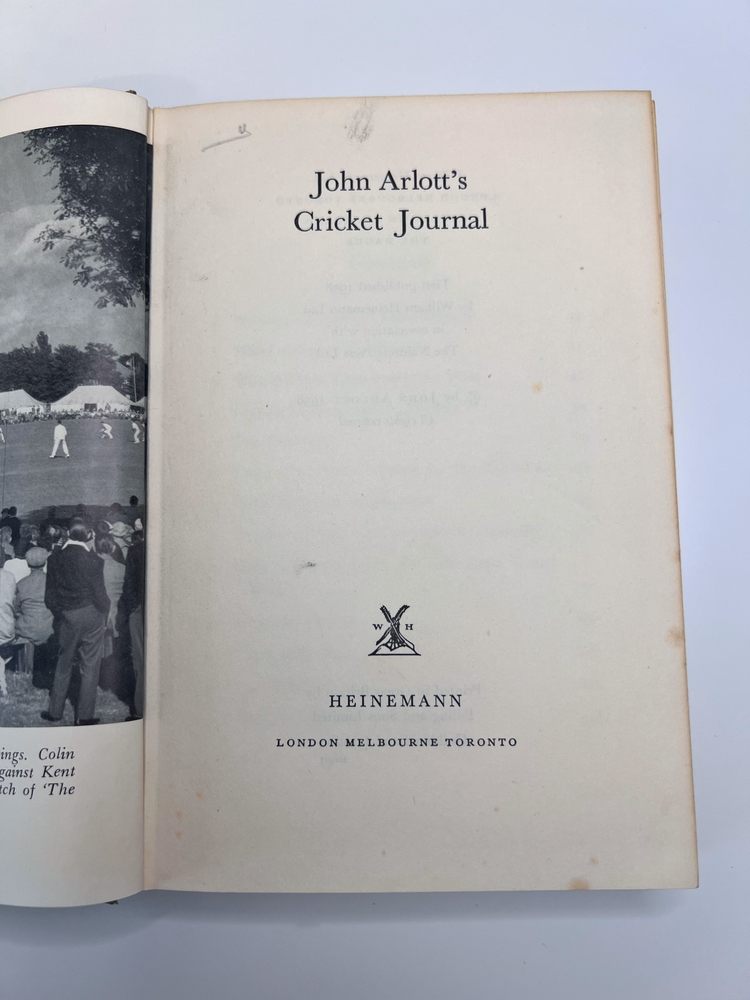 ings. Colin
gainst Kent
tch of ‘The
John Arlott's
Cricket Journal
W H
HEINEMANN
LONDON MELBOURNE TORONTO